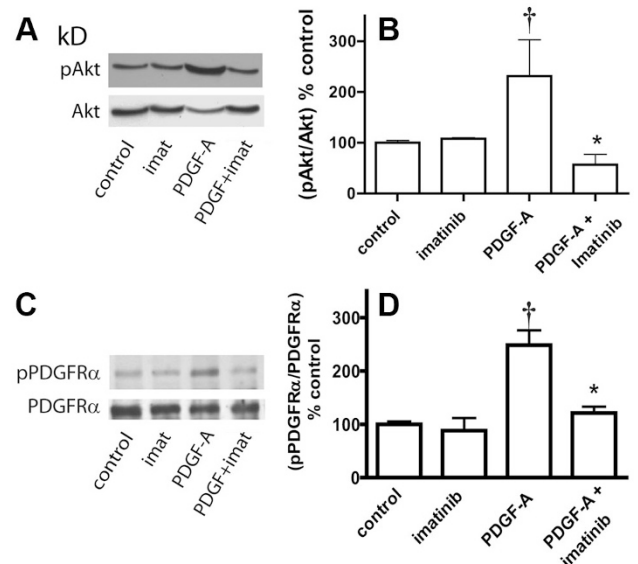 A
kD
pAkt
Akt
control
imat
PDGF-A
PDGF+imat
B
(pAkt/Akt) % control
300
200
100
0
†
*
control
imatinib
PDGF-A
PDGF-A +
Imatinib
C
pPDGFRα
PDGFRα
control
imat
PDGF-A
PDGF+imat
D
(pPDGFRα/PDGFRα)
% control
300
200
100
0
†
*
control
imatinib
PDGF-A
PDGF-A +
imatinib